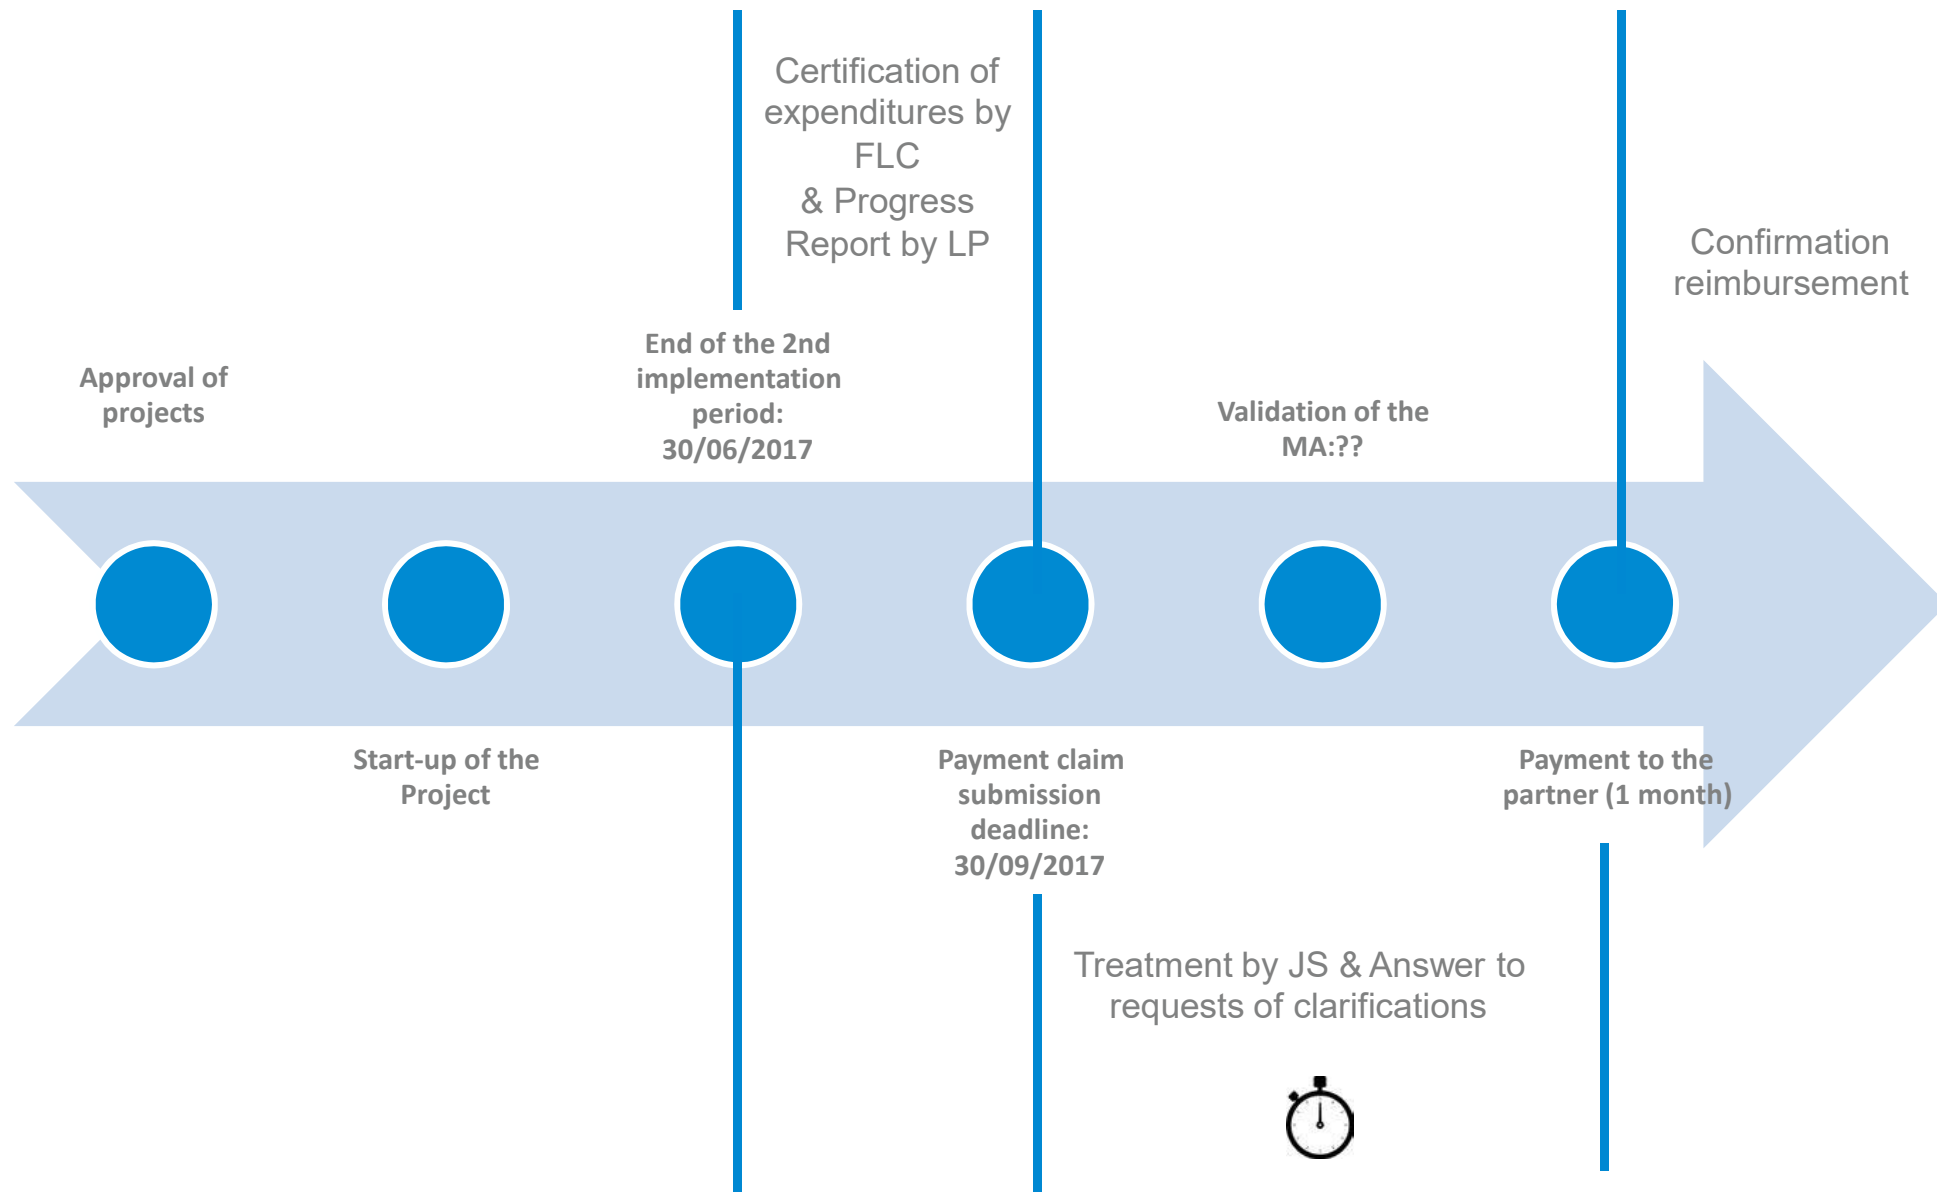 Certification of
expenditures by
FLC
& Progress
Report by LP
Confirmation
reimbursement
Approval of
projects
End of the 2nd
implementation
period:
30/06/2017
Validation of the
MA:??
Start-up of the
Project
Payment claim
submission
deadline:
30/09/2017
Payment to the
partner (1 month)
Treatment by JS & Answer to
requests of clarifications